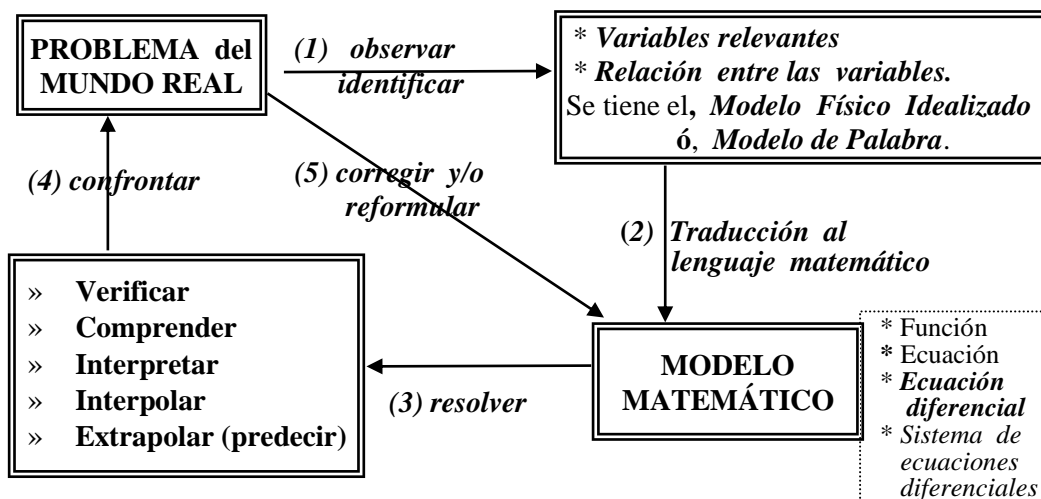 PROBLEMA del
MUNDO REAL
(1) observar
identificar
* Variables relevantes
* Relación entre las variables.
Se tiene el, Modelo Físico Idealizado
ó, Modelo de Palabra.
(4) confrontar
(5) corregir y/o
reformular
(2) Traducción al
lenguaje matemático
» Verificar
» Comprender
» Interpretar
» Interpolar
» Extrapolar (predecir)
(3) resolver
MODELO
MATEMÁTICO
* Función
* Ecuación
* Ecuación
diferencial
* Sistema de
ecuaciones
diferenciales